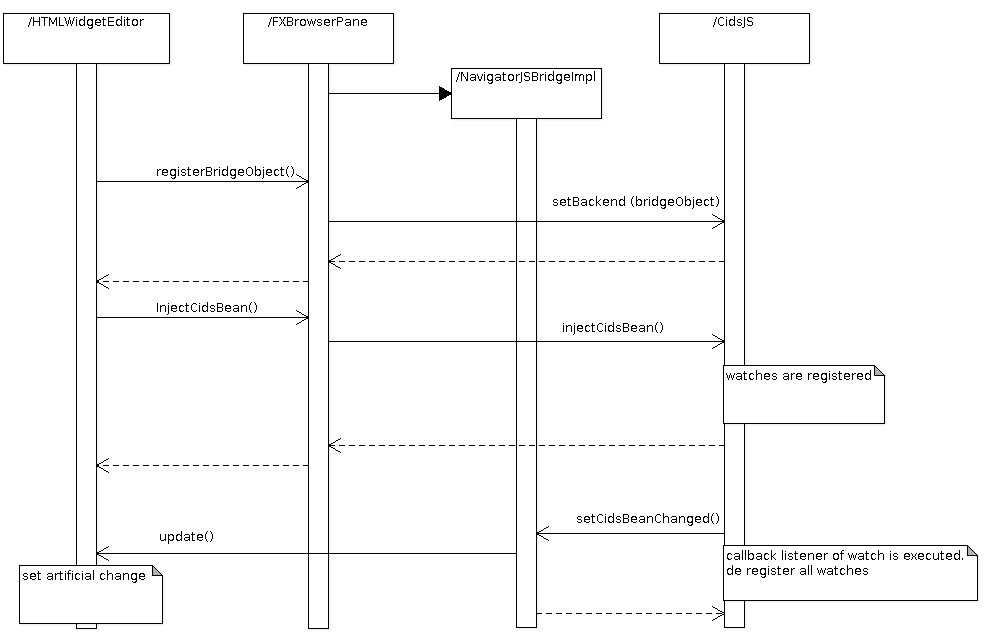 /HTMLWidgetEditor
/FXBrowserPane
/CidsJS
/NavigatorJSBridgeImpl
registerBridgeObject()
setBackend (bridgeObject)
InjectCidsBean()
injectCidsBean()
watches are registered
setCidsBeanChanged()
update()
callback listener of watch is executed.
de register all watches
set artificial change